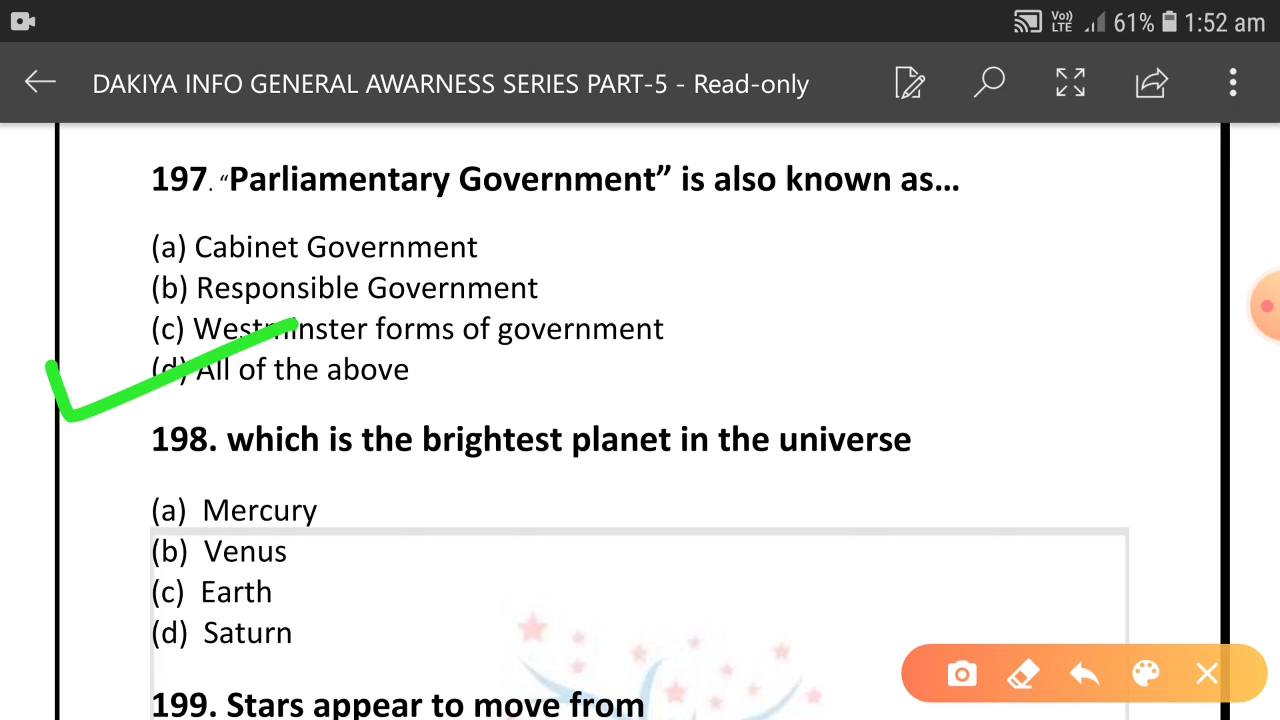 Vo)) LTE 61% 1:52 am
DAKIYA INFO GENERAL AWARNESS SERIES PART-5 - Read-only
197. “Parliamentary Government” is also known as...
(a) Cabinet Government
(b) Responsible Government
(c) Westminster forms of government
(d) All of the above
198. which is the brightest planet in the universe
(a) Mercury
(b) Venus
(c) Earth
(d) Saturn
199. Stars appear to move from